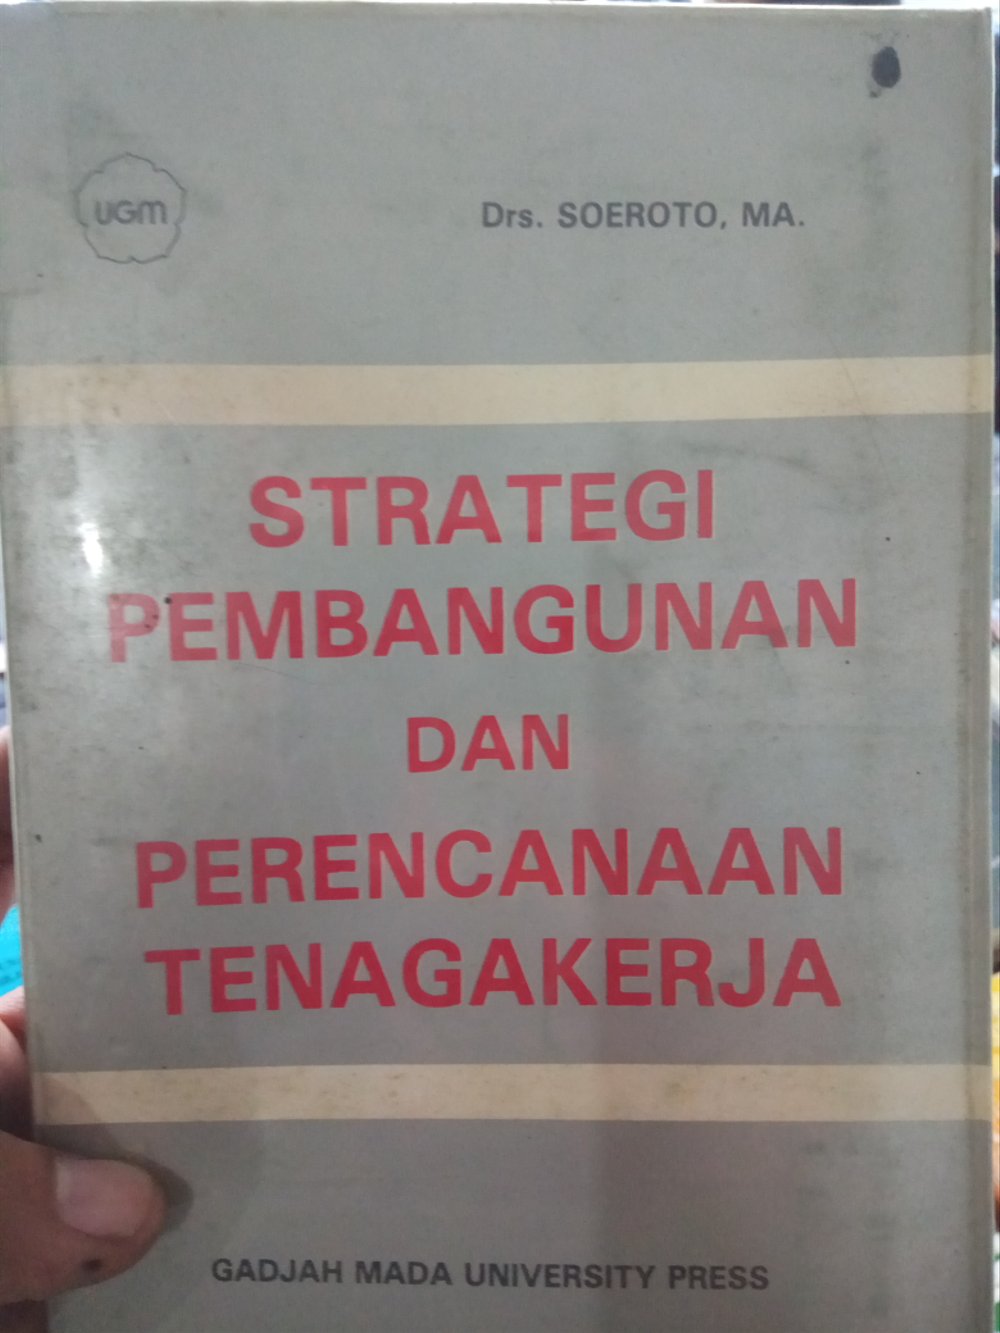 UGM
Drs. SOEROTO, MA.
STRATEGI
PEMBANGUNAN
DAN
PERENCANAAN
TENAGAKERJA
GADJAH MADA UNIVERSITY PRESS